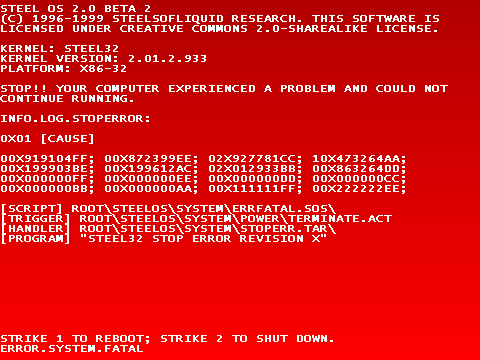 STEEL OS 2.0 BETA 2
(C) 1996-1999 STEELSOFLIQUID RESEARCH. THIS SOFTWARE IS
LICENSED UNDER CREATIVE COMMONS 2.0-SHAREALIKE LICENSE.
KERNEL: STEEL32
KERNEL VERSION: 2.01.2.933
PLATFORM: X86-32
STOP!! YOUR COMPUTER EXPERIENCED A PROBLEM AND COULD NOT
CONTINUE RUNNING.
INFO.LOG.STOPERROR:
0X01 [CAUSE]
00X919104FF; 00X872399EE; 02X927781CC; 10X473264AA;
00X199903BE; 00X199612AC; 02X012933BB; 00X863264DD;
00X000000FF; 00X000000EE; 00X000000DD; 00X000000CC;
00X000000BB; 00X000000AA; 00X111111FF; 00X222222EE;
[SCRIPT] ROOT\STEELOS\SYSTEM\ERRFATAL.SOS\
[TRIGGER] ROOT\STEELOS\SYSTEM\POWER\TERMINATE.ACT
[HANDLER] ROOT\STEELOS\SYSTEM\STOPERR.TAR\
[PROGRAM] "STEEL32 STOP ERROR REVISION X"
STRIKE 1 TO REBOOT; STRIKE 2 TO SHUT DOWN.
ERROR.SYSTEM.FATAL